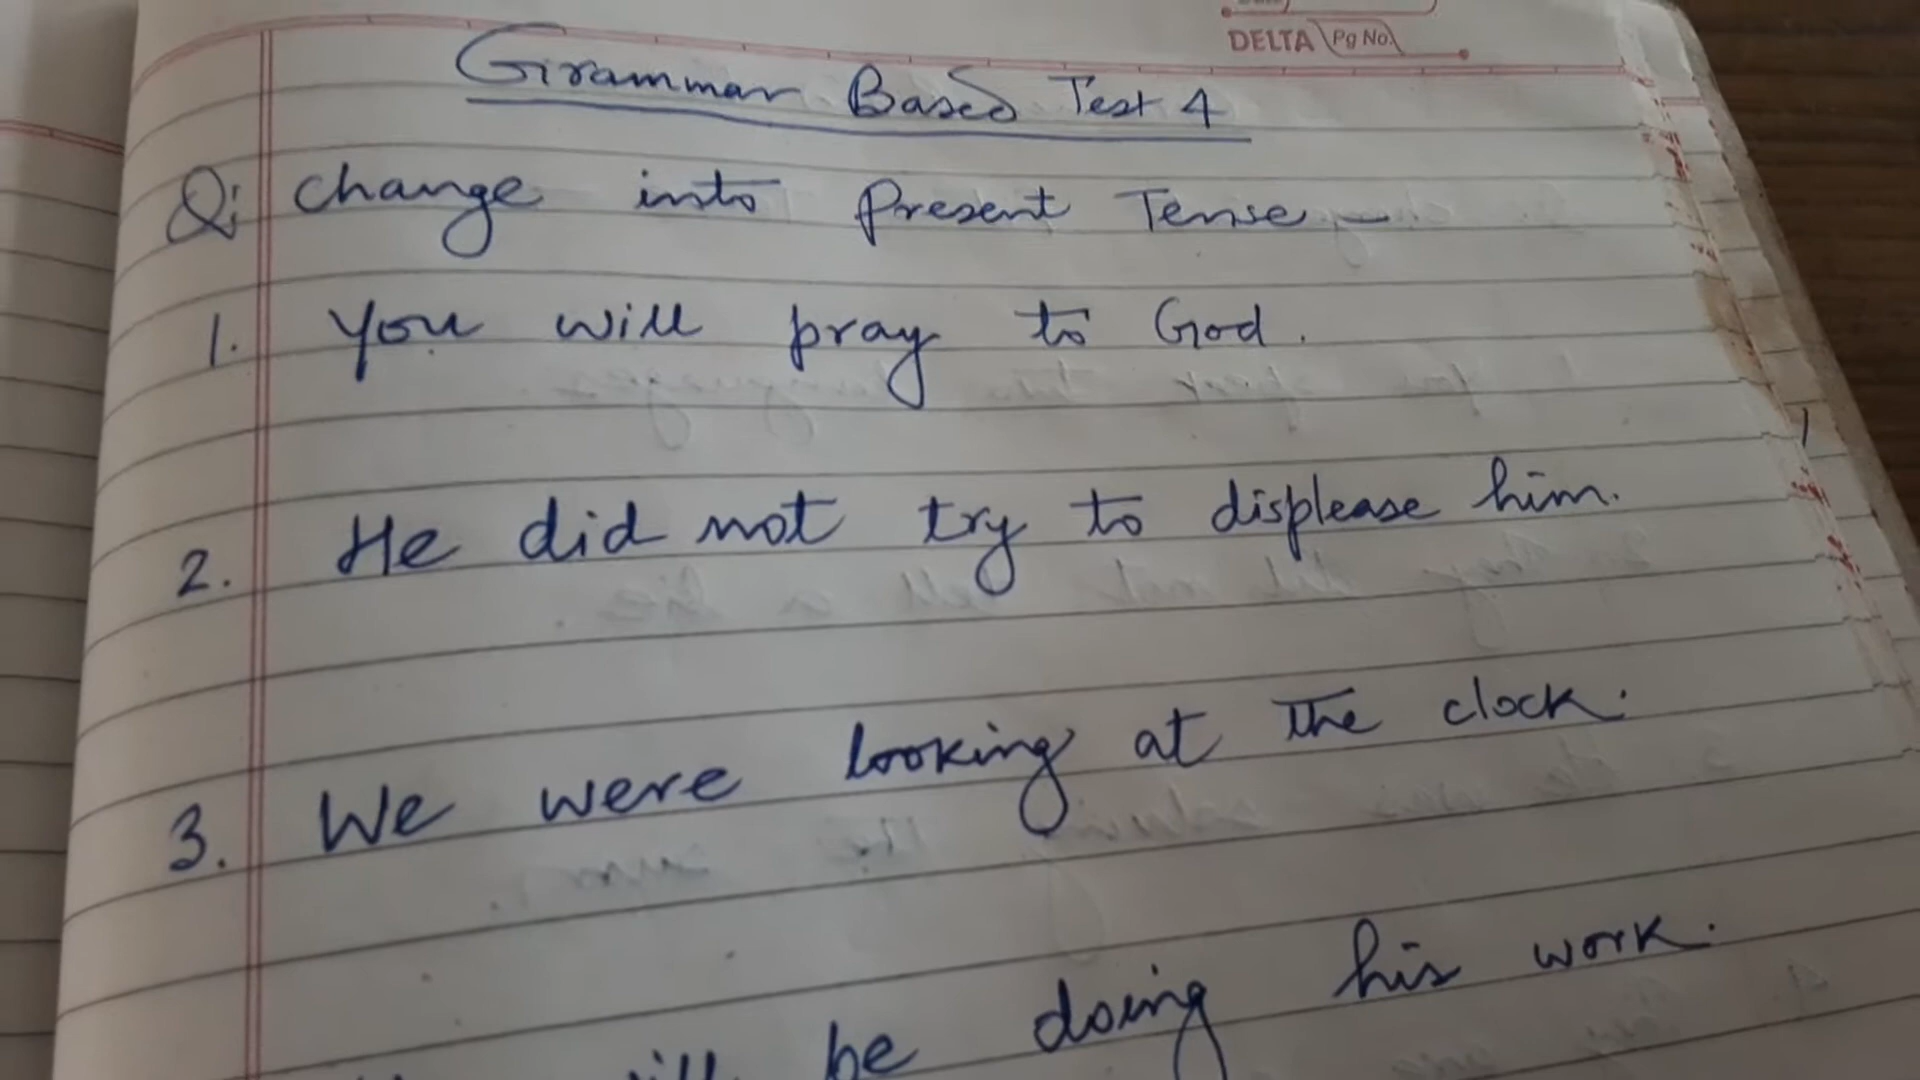 DELTA Pg No.
Grammar Based Test 4
Q: Change into Present Tense -
1. You will pray to God.
2. He did not try to displease him.
3. We were looking at the clock.
will be doing his work.